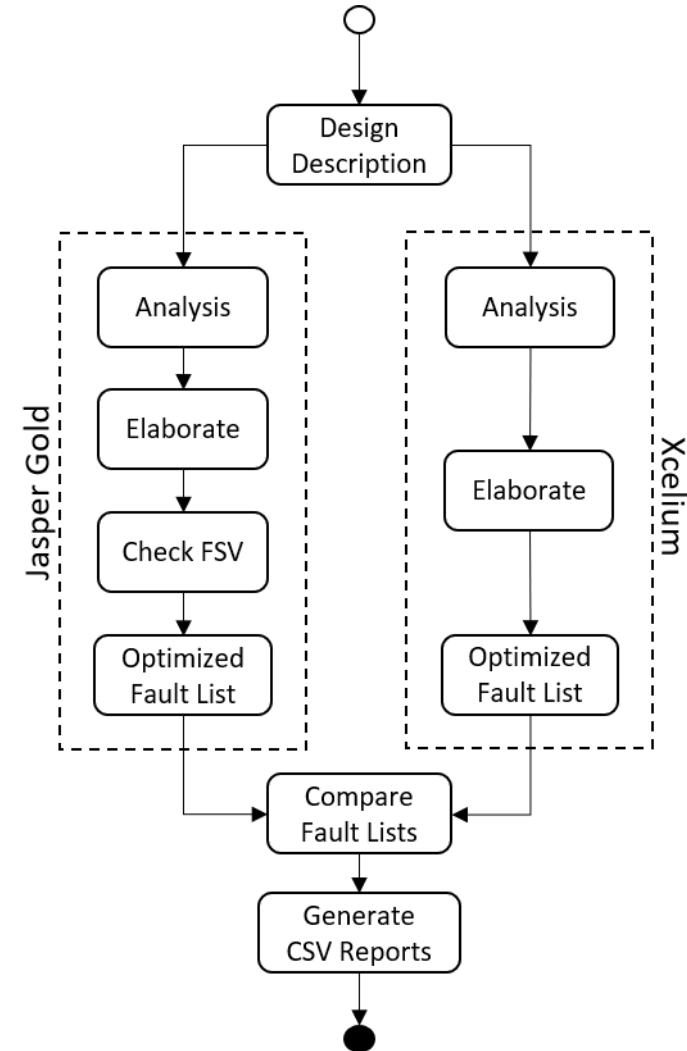 Design
Description
Jasper Gold
Analysis
Elaborate
Check FSV
Optimized
Fault List
Analysis
Elaborate
Optimized
Fault List
Xcelium
Compare
Fault Lists
Generate
CSV Reports